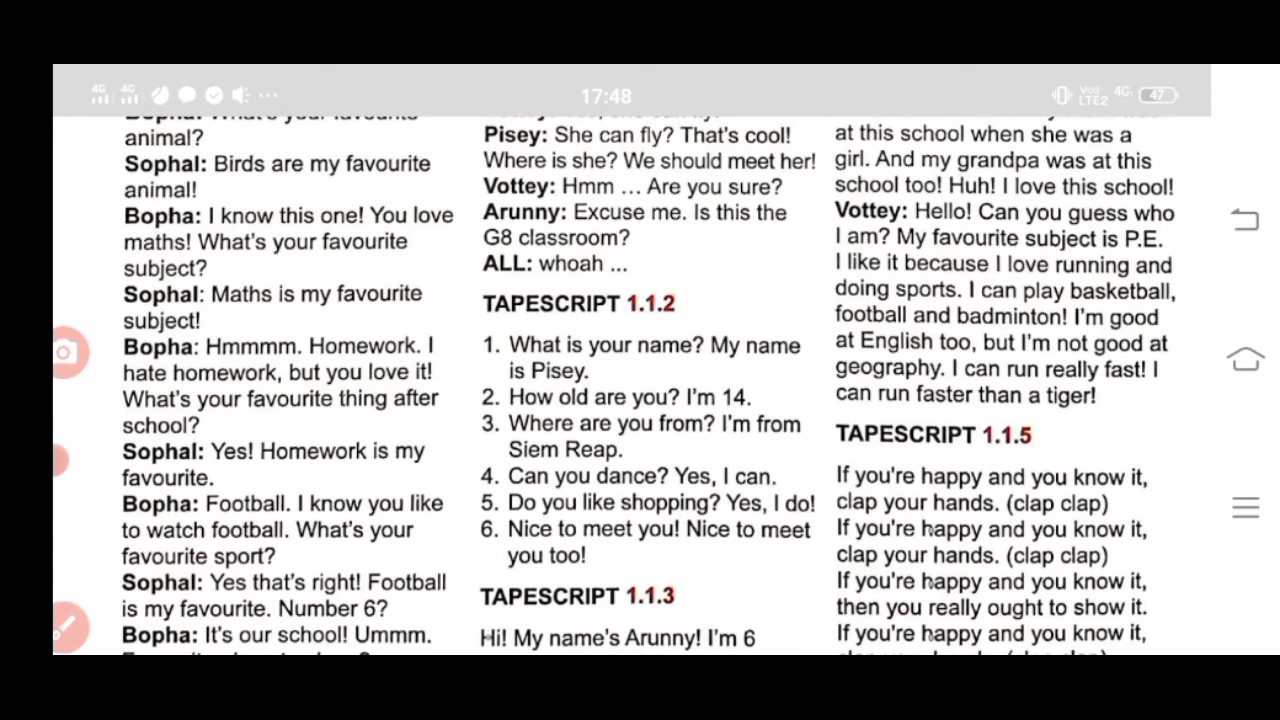 4G 4G 17:48 Voo LTE2 4G 47
Bopha: What's your favourite
animal?
Sophal: Birds are my favourite
animal!
Bopha: I know this one! You love
maths! What's your favourite
subject?
Sophal: Maths is my favourite
subject!
Bopha: Hmmmm. Homework. I
hate homework, but you love it!
What's your favourite thing after
school?
Sophal: Yes! Homework is my
favourite.
Bopha: Football. I know you like
to watch football. What's your
favourite sport?
Sophal: Yes that's right! Football
is my favourite. Number 6?
Bopha: It's our school! Ummm.
Pisey: She can fly? That's cool!
Where is she? We should meet her!
Vottey: Hmm ... Are you sure?
Arunny: Excuse me. Is this the
G8 classroom?
ALL: whoah ...
TAPESCRIPT 1.1.2
1. What is your name? My name
is Pisey.
2. How old are you? I'm 14.
3. Where are you from? I'm from
Siem Reap.
4. Can you dance? Yes, I can.
5. Do you like shopping? Yes, I do!
6. Nice to meet you! Nice to meet
you too!
TAPESCRIPT 1.1.3
Hi! My name's Arunny! I'm 6
at this school when she was a
girl. And my grandpa was at this
school too! Huh! I love this school!
Vottey: Hello! Can you guess who
I am? My favourite subject is P.E.
I like it because I love running and
doing sports. I can play basketball,
football and badminton! I'm good
at English too, but I'm not good at
geography. I can run really fast! I
can run faster than a tiger!
TAPESCRIPT 1.1.5
If you're happy and you know it,
clap your hands. (clap clap)
If you're happy and you know it,
clap your hands. (clap clap)
If you're happy and you know it,
then you really ought to show it.
If you're happy and you know it,